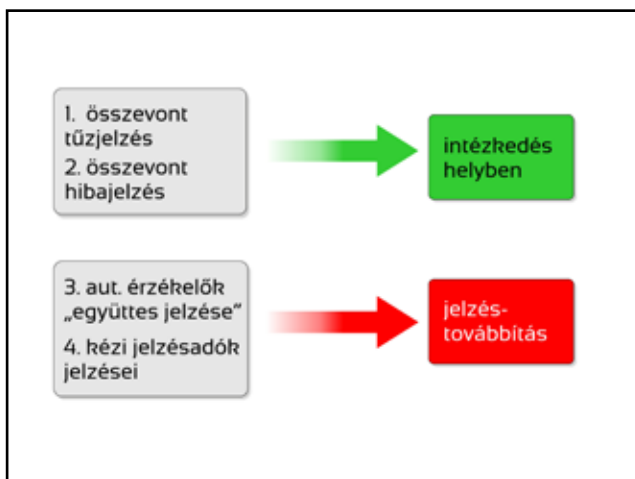 1. összevont
tűzjelzés
2. összevont
hibajelzés
intézkedés
helyben
3. aut. érzékelők
„együttes jelzése“
4. kézi jelzésadók
jelzései
jelzés-
továbbítás